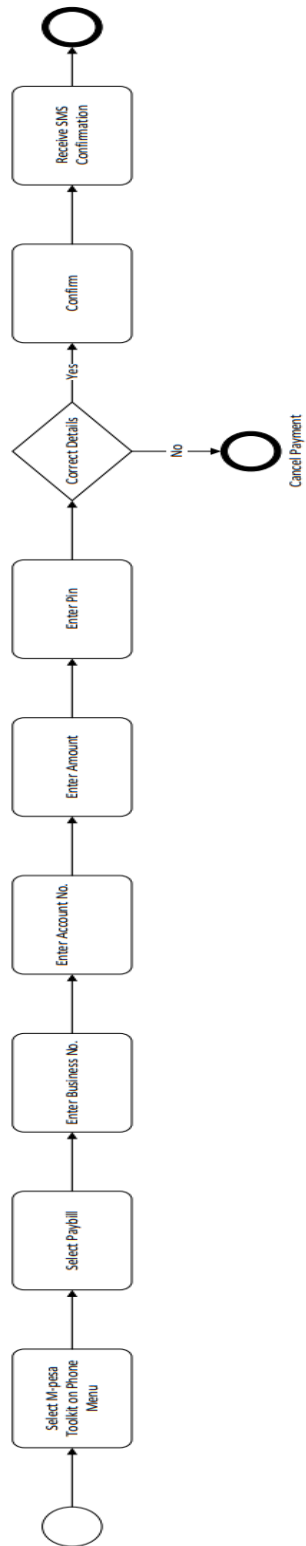 Select M-pesa
Toolkit on Phone
Menu
Select Paybill
Enter Business No.
Enter Account No.
Enter Amount
Enter Pin
Correct Details
Yes
No
Cancel Payment
Confirm
Receive SMS
Confirmation